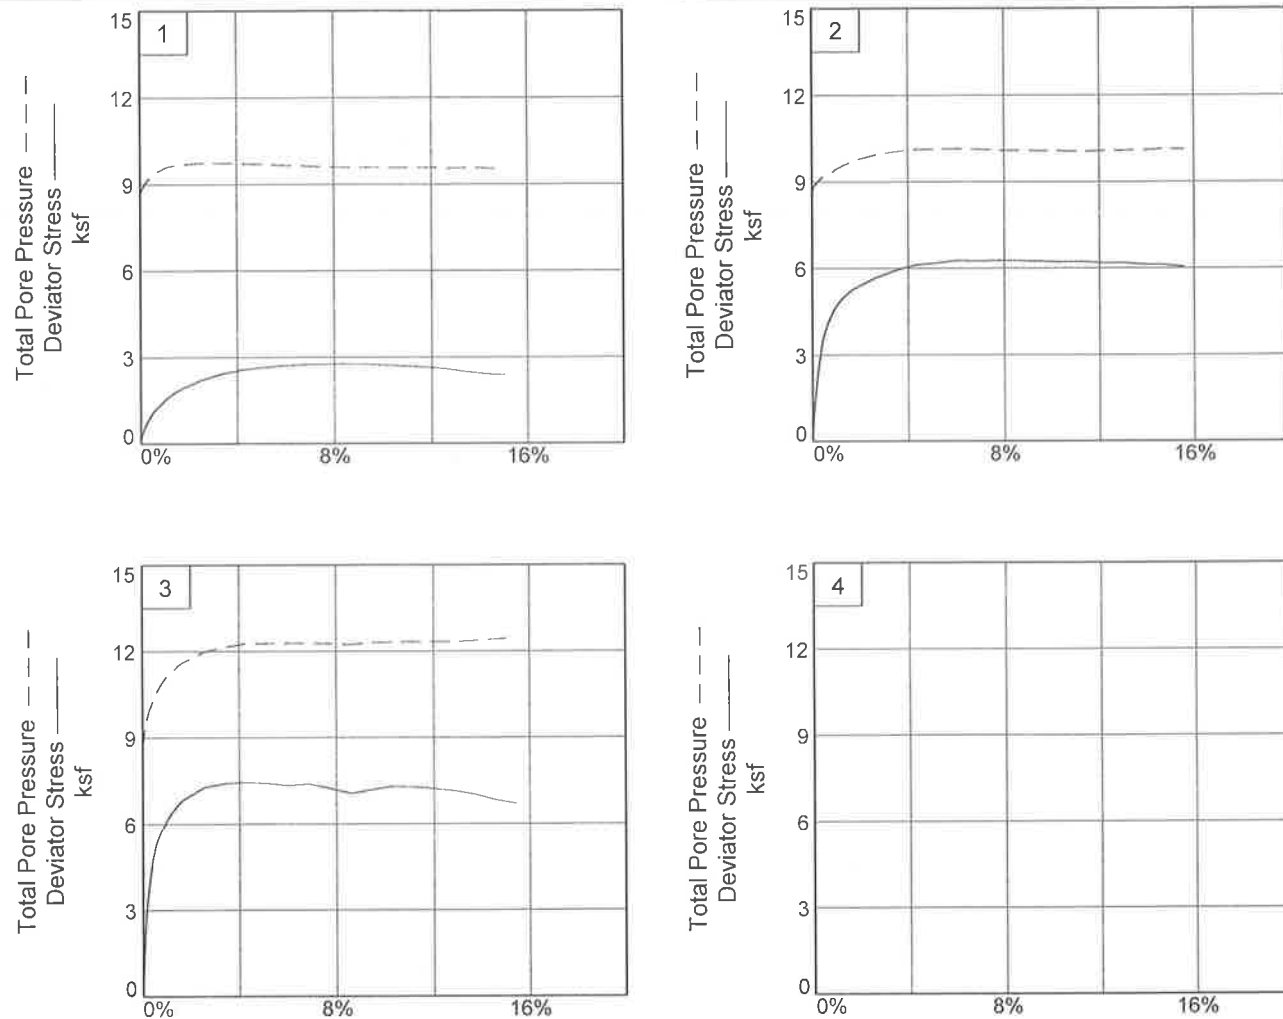 1
15
12
9
6
3
0
0% 8% 16%
Total Pore Pressure
Deviator Stress
ksf
2
15
12
9
6
3
0
0% 8% 16%
Total Pore Pressure
Deviator Stress
ksf
3
15
12
9
6
3
0
0% 8% 16%
Total Pore Pressure
Deviator Stress
ksf
4
15
12
9
6
3
0
0% 8% 16%
Total Pore Pressure
Deviator Stress
ksf